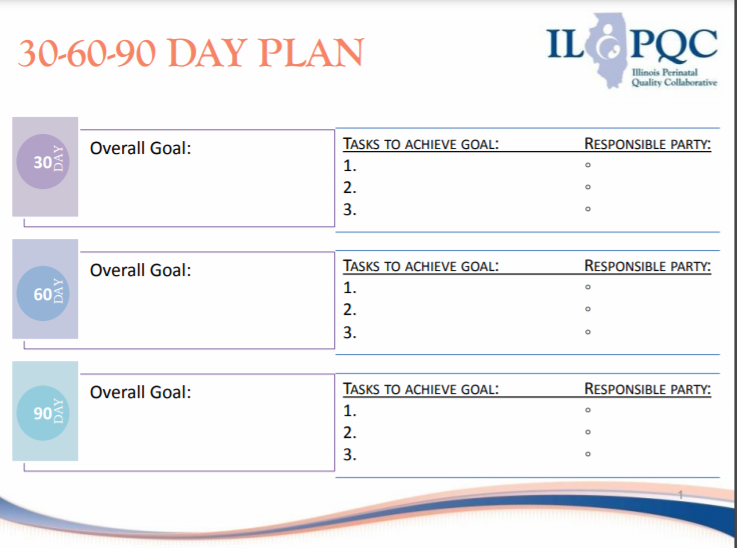 30-60-90 DAY PLAN
IL PQC
Illinois Perinatal
Quality Collaborative
30 DAY
Overall Goal:
TASKS TO ACHIEVE GOAL: RESPONSIBLE PARTY:
1.
2.
3.
60 DAY
Overall Goal:
TASKS TO ACHIEVE GOAL: RESPONSIBLE PARTY:
1.
2.
3.
90 DAY
Overall Goal:
TASKS TO ACHIEVE GOAL: RESPONSIBLE PARTY:
1.
2.
3.
1